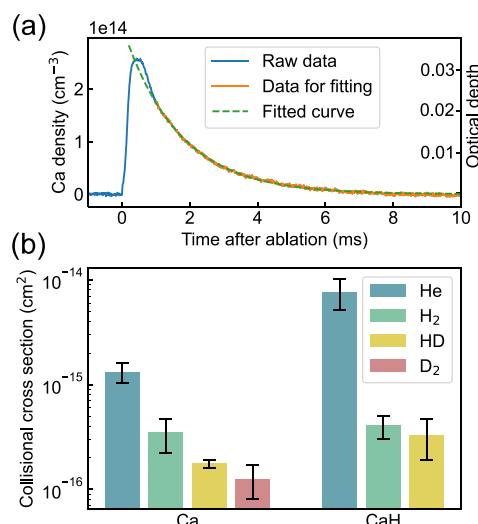 (a)
1e14
Ca density (cm⁻³)
2
1
0
Raw data
Data for fitting
Fitted curve
0.03
0.02
0.01
Optical depth
0 2 4 6 8 10
Time after ablation (ms)
(b)
Collisional cross section (cm²)
10⁻¹⁴
10⁻¹⁵
10⁻¹⁶
He
H₂
HD
D₂
Ca CaH